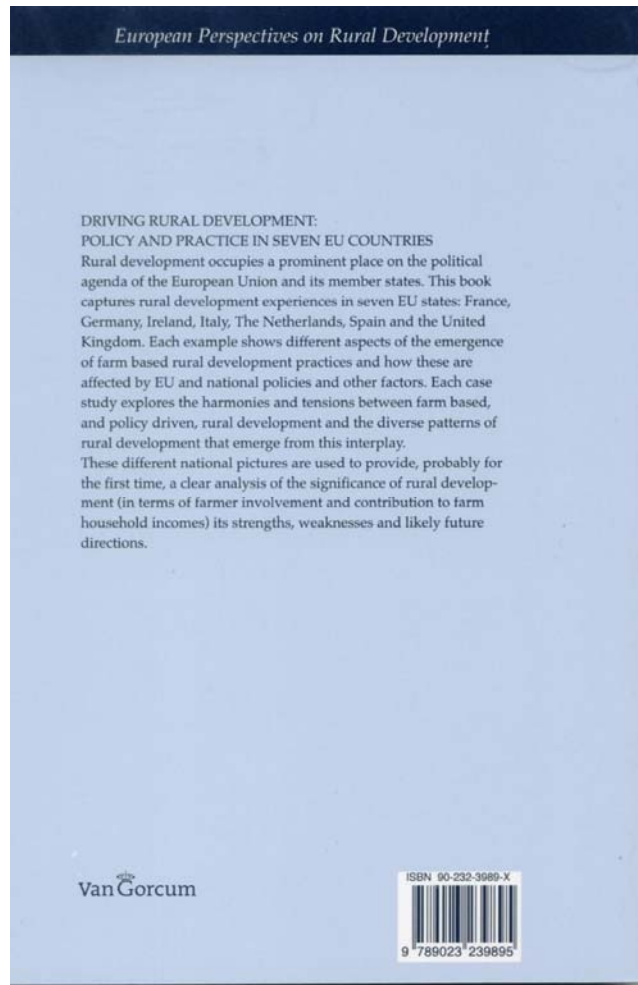 European Perspectives on Rural Development
DRIVING RURAL DEVELOPMENT:
POLICY AND PRACTICE IN SEVEN EU COUNTRIES
Rural development occupies a prominent place on the political
agenda of the European Union and its member states. This book
captures rural development experiences in seven EU states: France,
Germany, Ireland, Italy, The Netherlands, Spain and the United
Kingdom. Each example shows different aspects of the emergence
of farm based rural development practices and how these are
affected by EU and national policies and other factors. Each case
study explores the harmonies and tensions between farm based,
and policy driven, rural development and the diverse patterns of
rural development that emerge from this interplay.
These different national pictures are used to provide, probably for
the first time, a clear analysis of the significance of rural develop-
ment (in terms of farmer involvement and contribution to farm
household incomes) its strengths, weaknesses and likely future
directions.
Van Gorcum
ISBN 90-232-3989-X
9 789023 239895